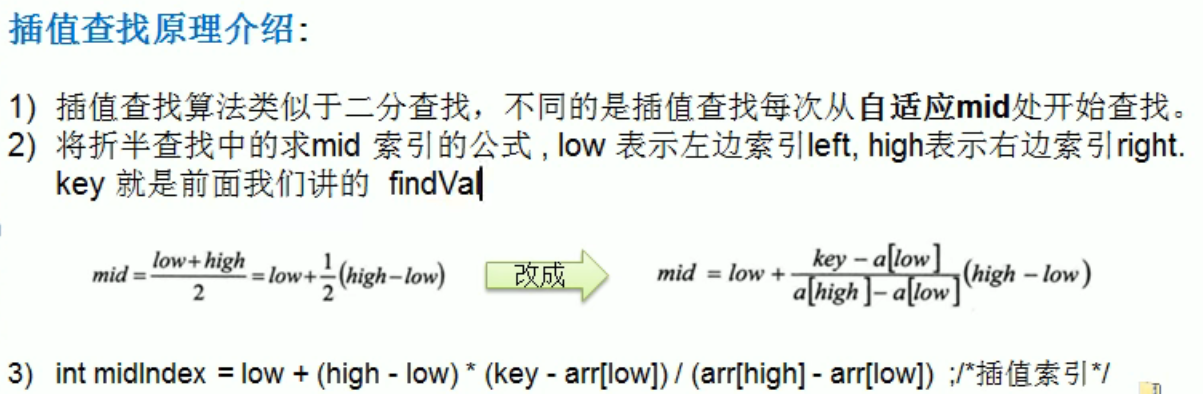 插值查找原理介绍:
1) 插值查找算法类似于二分查找，不同的是插值查找每次从自适应mid处开始查找。
2) 将折半查找中的求mid 索引的公式 , low 表示左边索引left, high表示右边索引right.
key 就是前面我们讲的 findVal
mid = (low+high)/2 = low + 1/2(high-low) 改成 mid = low + (key - a[low])/(a[high] - a[low])(high - low)
3) int midIndex = low + (high - low) * (key - arr[low]) / (arr[high] - arr[low]) ;/*插值索引*/